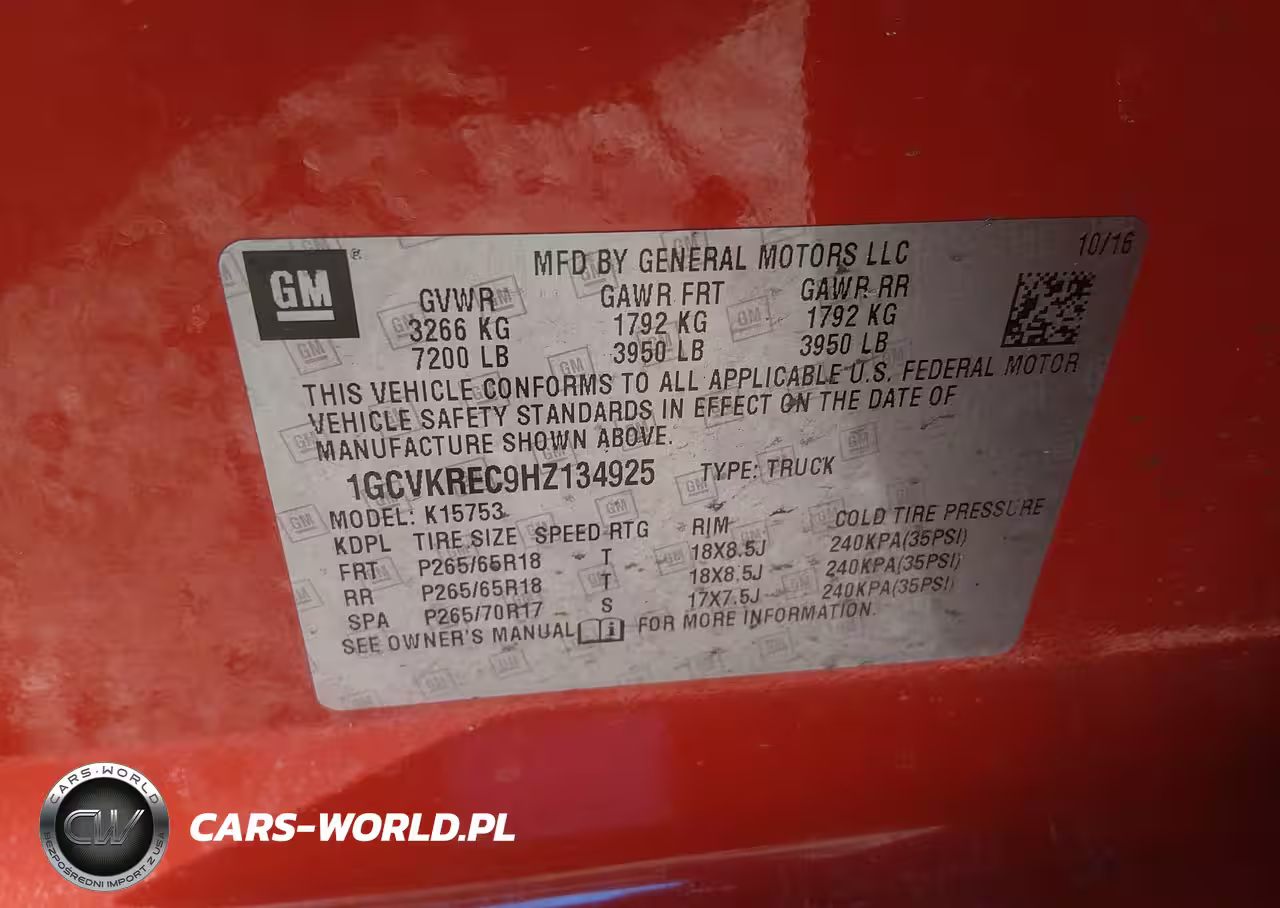 GM
MFD BY GENERAL MOTORS LLC 10/16
GVWR GAWR FRT GAWR RR
3266 KG 1792 KG 1792 KG
7200 LB 3950 LB 3950 LB
THIS VEHICLE CONFORMS TO ALL APPLICABLE U.S. FEDERAL MOTOR
VEHICLE SAFETY STANDARDS IN EFFECT ON THE DATE OF
MANUFACTURE SHOWN ABOVE.
1GCVKREC9HZ134925 TYPE: TRUCK
MODEL: K15753
KDPL TIRE SIZE SPEED RTG RIM COLD TIRE PRESSURE
FRT P265/65R18 T 18X8.5J 240KPA(35PSI)
RR P265/65R18 T 18X8.5J 240KPA(35PSI)
SPA P265/70R17 S 17X7.5J 240KPA(35PSI)
SEE OWNER'S MANUAL i FOR MORE INFORMATION.
CARS-WORLD
CW
BEZPOŚREDNI IMPORT Z USA
CARS-WORLD.PL